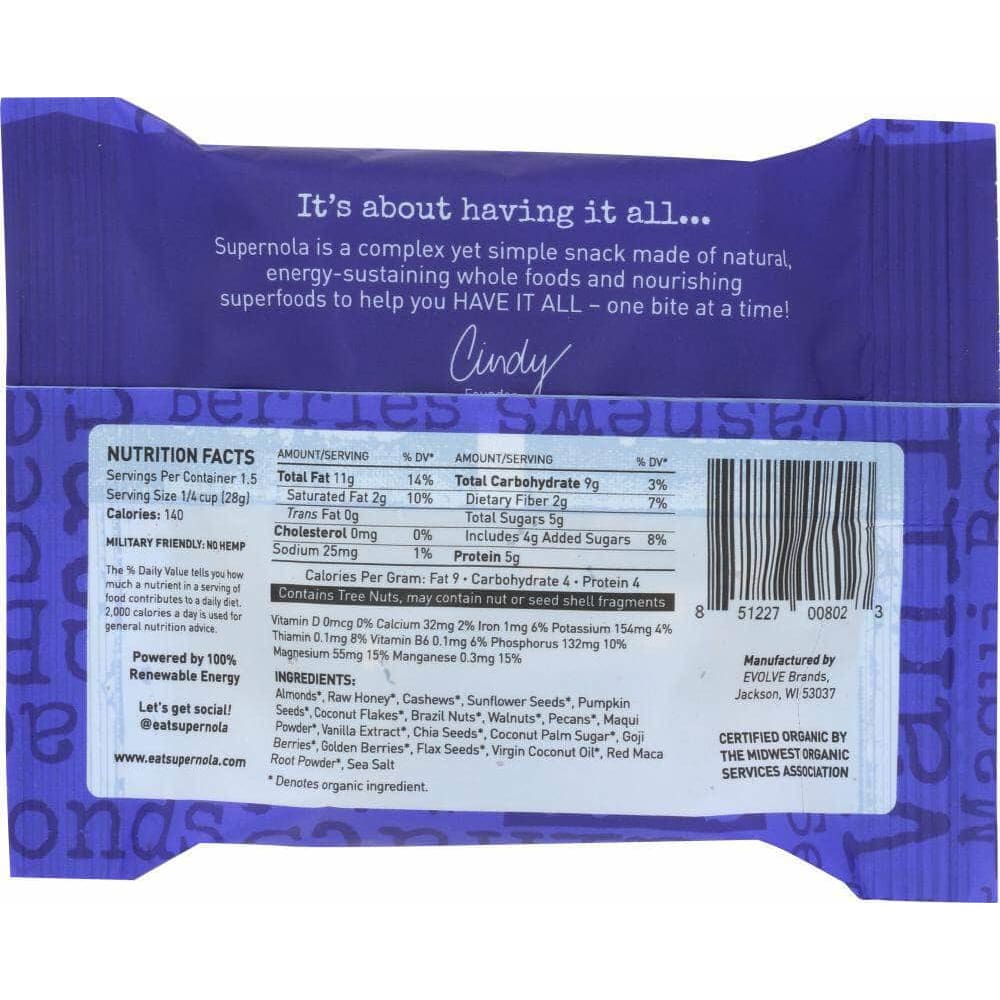 It's about having it all...
Supernola is a complex yet simple snack made of natural,
energy-sustaining whole foods and nourishing
superfoods to help you HAVE IT ALL – one bite at a time!
Cindy
Founder
Berries
cashews
NUTRITION FACTS
Servings Per Container 1.5
Serving Size 1/4 cup (28g)
Calories: 140
MILITARY FRIENDLY: NO HEMP
The % Daily Value tells you how
much a nutrient in a serving of
food contributes to a daily diet.
2,000 calories a day is used for
general nutrition advice.
Powered by 100%
Renewable Energy
Let's get social!
@eatsupernola
www.eatsupernola.com
AMOUNT/SERVING % DV* AMOUNT/SERVING % DV*
Total Fat 11g 14% Total Carbohydrate 9g 3%
Saturated Fat 2g 10% Dietary Fiber 2g 7%
Trans Fat 0g Total Sugars 5g
Cholesterol 0mg 0% Includes 4g Added Sugars 8%
Sodium 25mg 1% Protein 5g
Calories Per Gram: Fat 9 • Carbohydrate 4 • Protein 4
Contains Tree Nuts, may contain nut or seed shell fragments
Vitamin D 0mcg 0% Calcium 32mg 2% Iron 1mg 6% Potassium 154mg 4%
Thiamin 0.1mg 8% Vitamin B6 0.1mg 6% Phosphorus 132mg 10%
Magnesium 55mg 15% Manganese 0.3mg 15%
INGREDIENTS:
Almonds*, Raw Honey*, Cashews*, Sunflower Seeds*, Pumpkin
Seeds*, Coconut Flakes*, Brazil Nuts*, Walnuts*, Pecans*, Maqui
Powder*, Vanilla Extract*, Chia Seeds*, Coconut Palm Sugar*, Goji
Berries*, Golden Berries*, Flax Seeds*, Virgin Coconut Oil*, Red Maca
Root Powder*, Sea Salt
* Denotes organic ingredient.
8 51227 00802 3
Manufactured by
EVOLVE Brands,
Jackson, WI 53037
CERTIFIED ORGANIC BY
THE MIDWEST ORGANIC
SERVICES ASSOCIATION